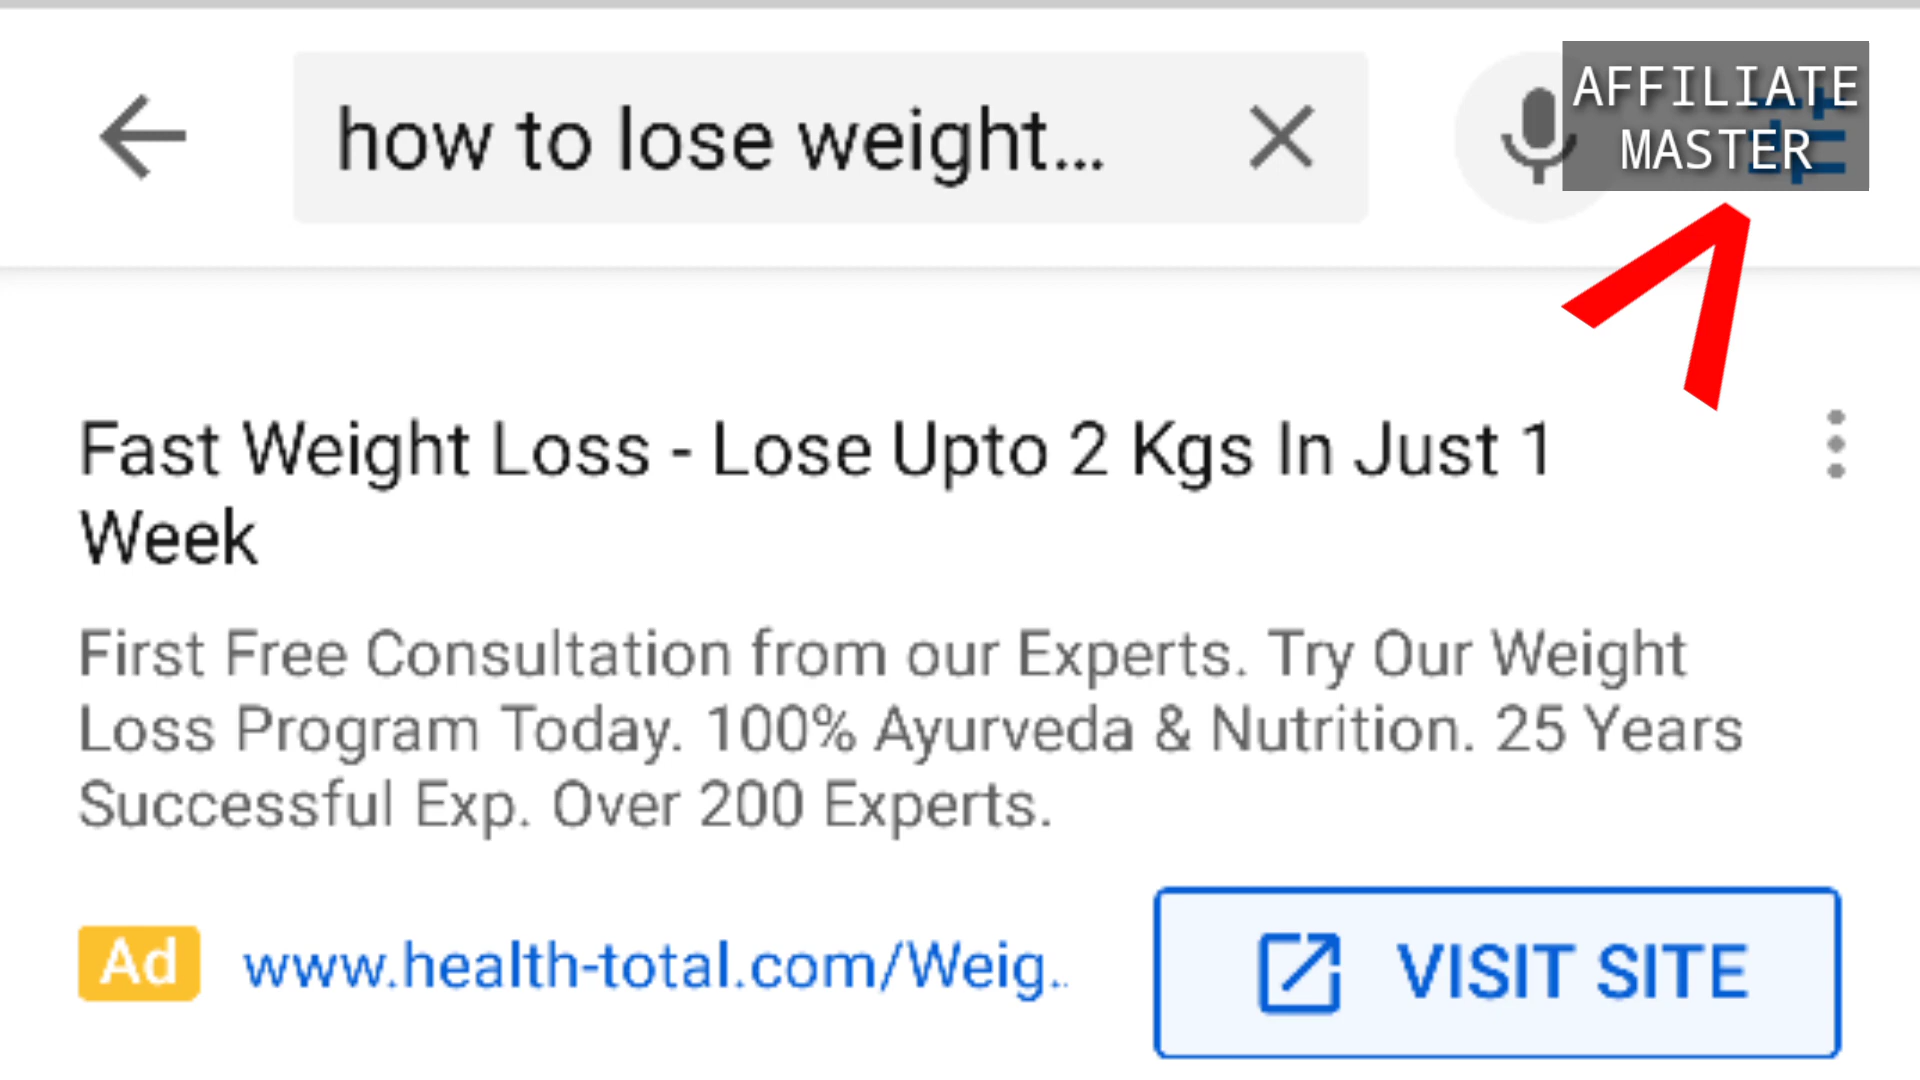 how to lose weight...
AFFILIATE
MASTER
Fast Weight Loss - Lose Upto 2 Kgs In Just 1
Week
First Free Consultation from our Experts. Try Our Weight
Loss Program Today. 100% Ayurveda & Nutrition. 25 Years
Successful Exp. Over 200 Experts.
Ad www.health-total.com/Weig..
VISIT SITE